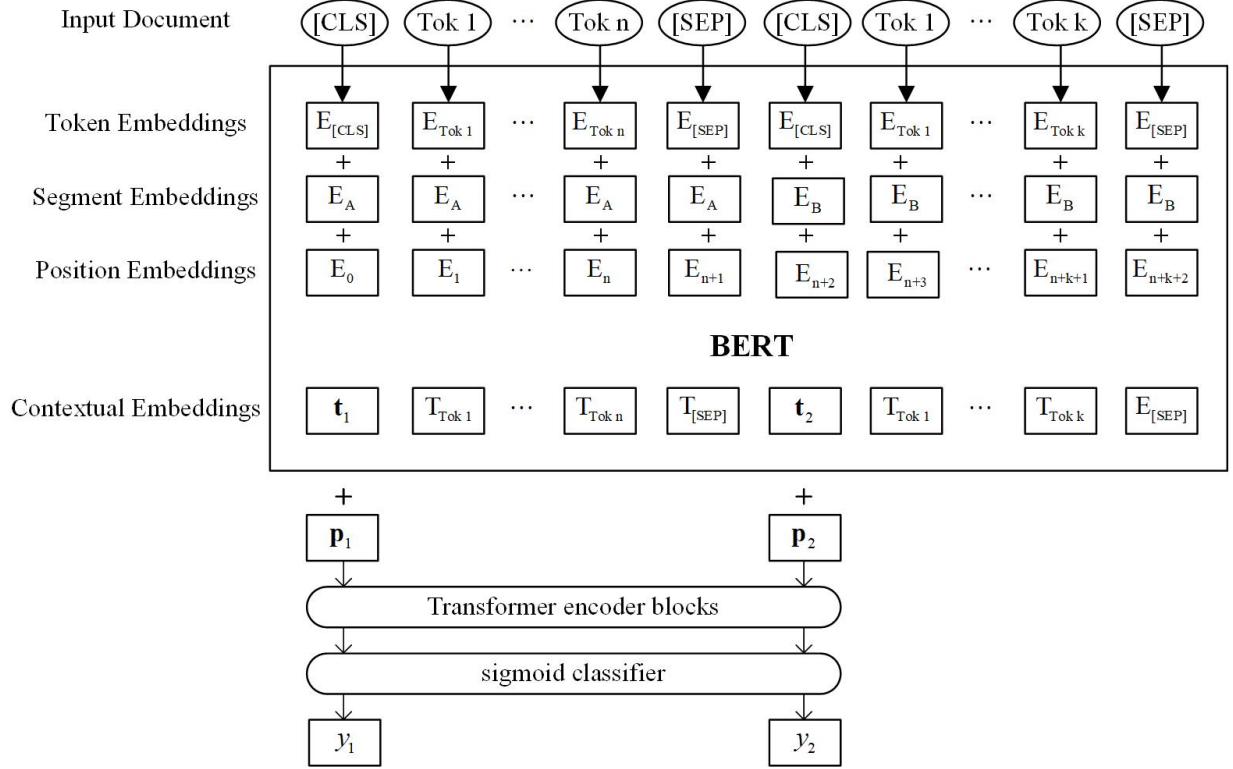 Input Document [CLS] Tok 1 ... Tok n [SEP] [CLS] Tok 1 ... Tok k [SEP]
Token Embeddings E[CLS] ETok 1 ... ETok n E[SEP] E[CLS] ETok 1 ... ETok k E[SEP]
+ + + + + + + +
Segment Embeddings EA EA ... EA EA EB EB ... EB EB
+ + + + + + + +
Position Embeddings E0 E1 ... En En+1 En+2 En+3 ... En+k+1 En+k+2
BERT
Contextual Embeddings t1 TTok 1 ... TTok n T[SEP] t2 TTok 1 ... TTok k E[SEP]
+ +
p1 p2
Transformer encoder blocks
sigmoid classifier
y1 y2